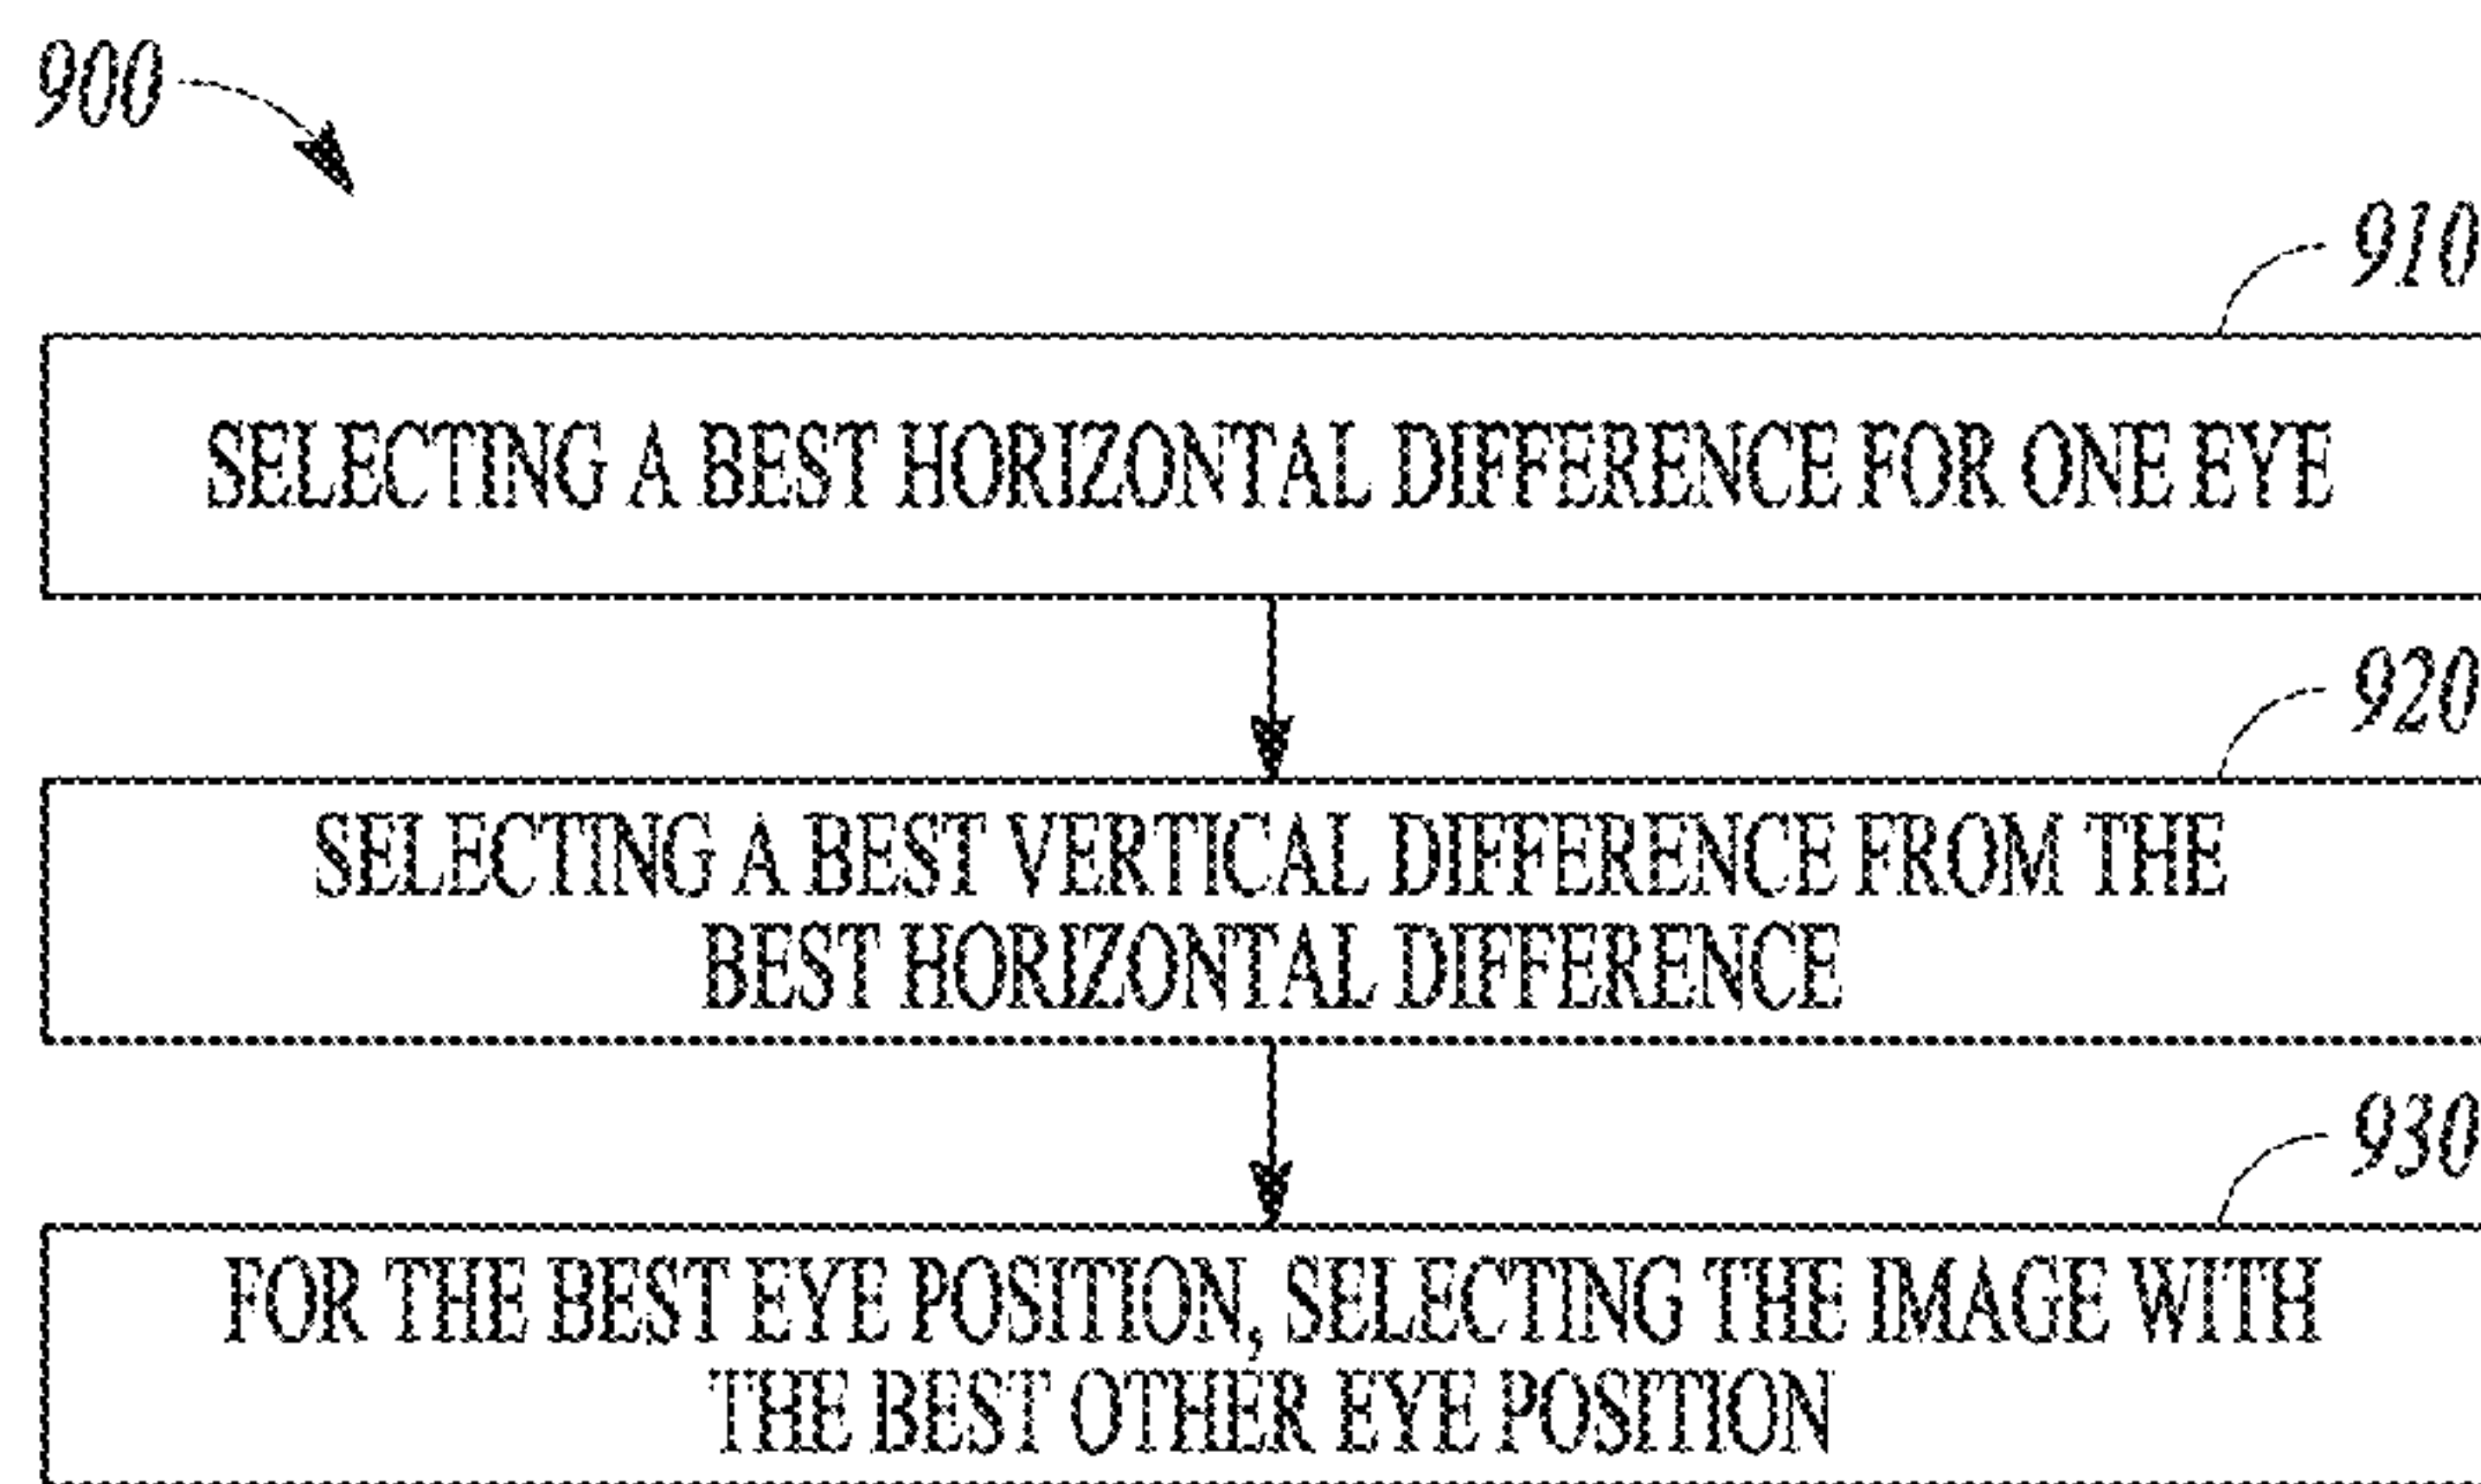 900
910
SELECTING A BEST HORIZONTAL DIFFERENCE FOR ONE EYE
920
SELECTING A BEST VERTICAL DIFFERENCE FROM THE
BEST HORIZONTAL DIFFERENCE
930
FOR THE BEST EYE POSITION, SELECTING THE IMAGE WITH
THE BEST OTHER EYE POSITION